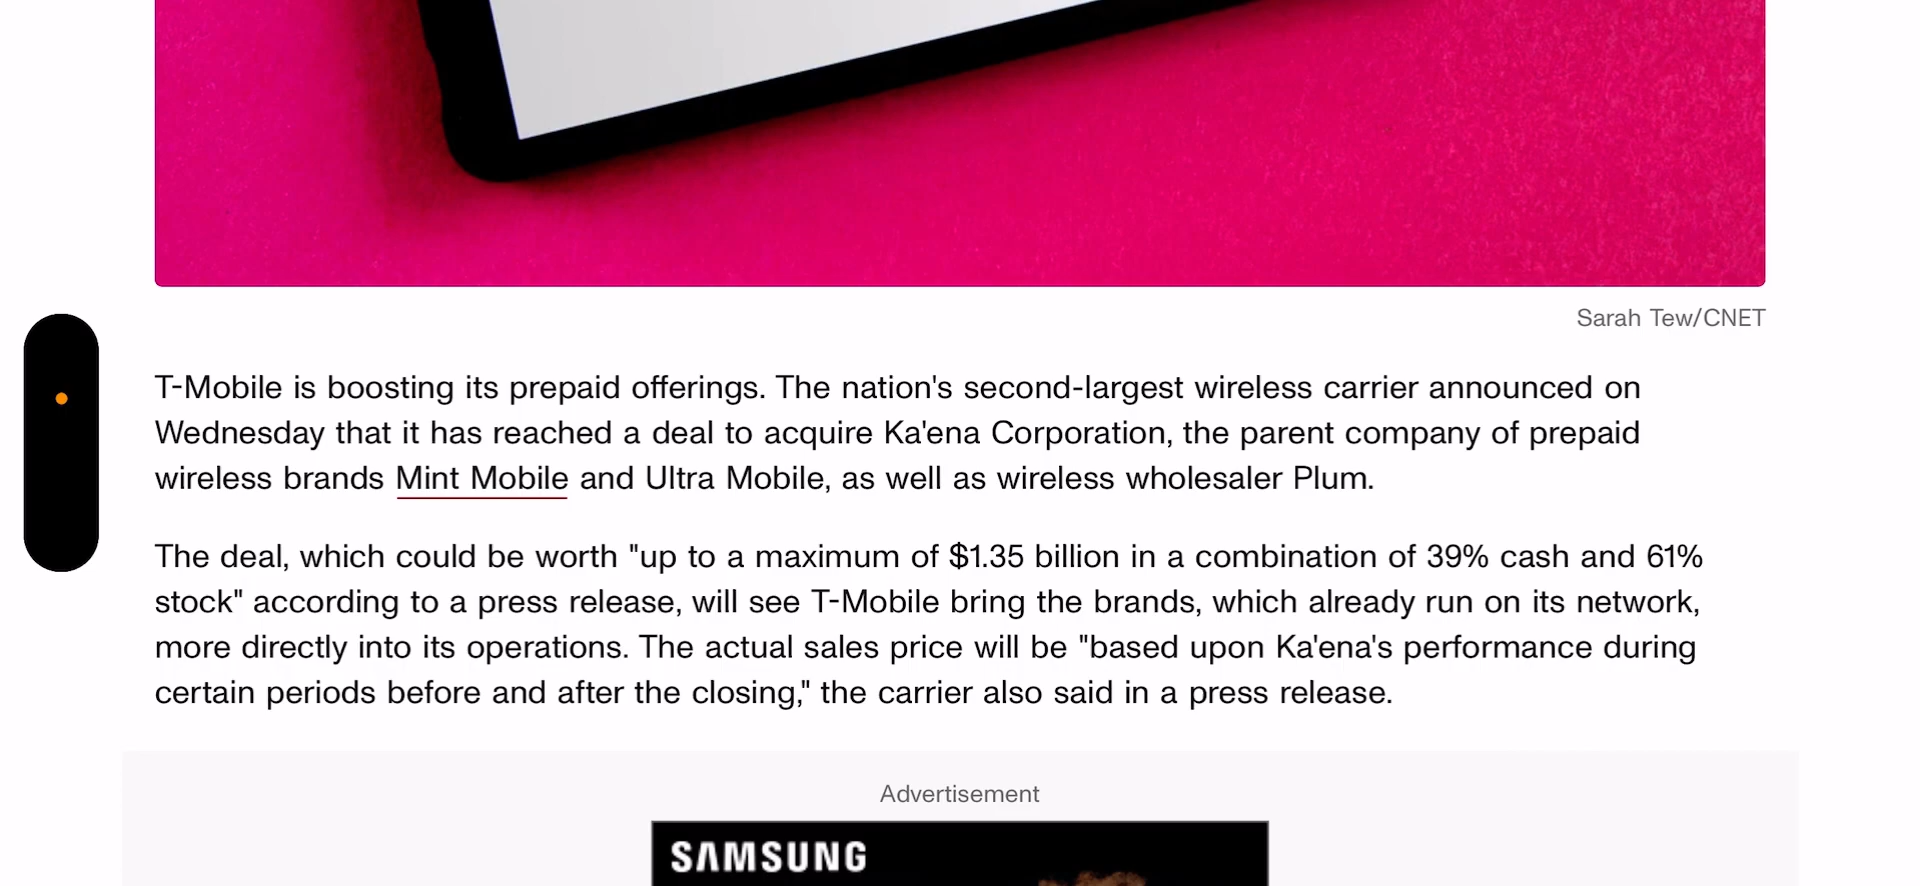 Sarah Tew/CNET
T-Mobile is boosting its prepaid offerings. The nation's second-largest wireless carrier announced on
Wednesday that it has reached a deal to acquire Ka'ena Corporation, the parent company of prepaid
wireless brands Mint Mobile and Ultra Mobile, as well as wireless wholesaler Plum.
The deal, which could be worth "up to a maximum of $1.35 billion in a combination of 39% cash and 61%
stock" according to a press release, will see T-Mobile bring the brands, which already run on its network,
more directly into its operations. The actual sales price will be "based upon Ka'ena's performance during
certain periods before and after the closing," the carrier also said in a press release.
Advertisement
SAMSUNG